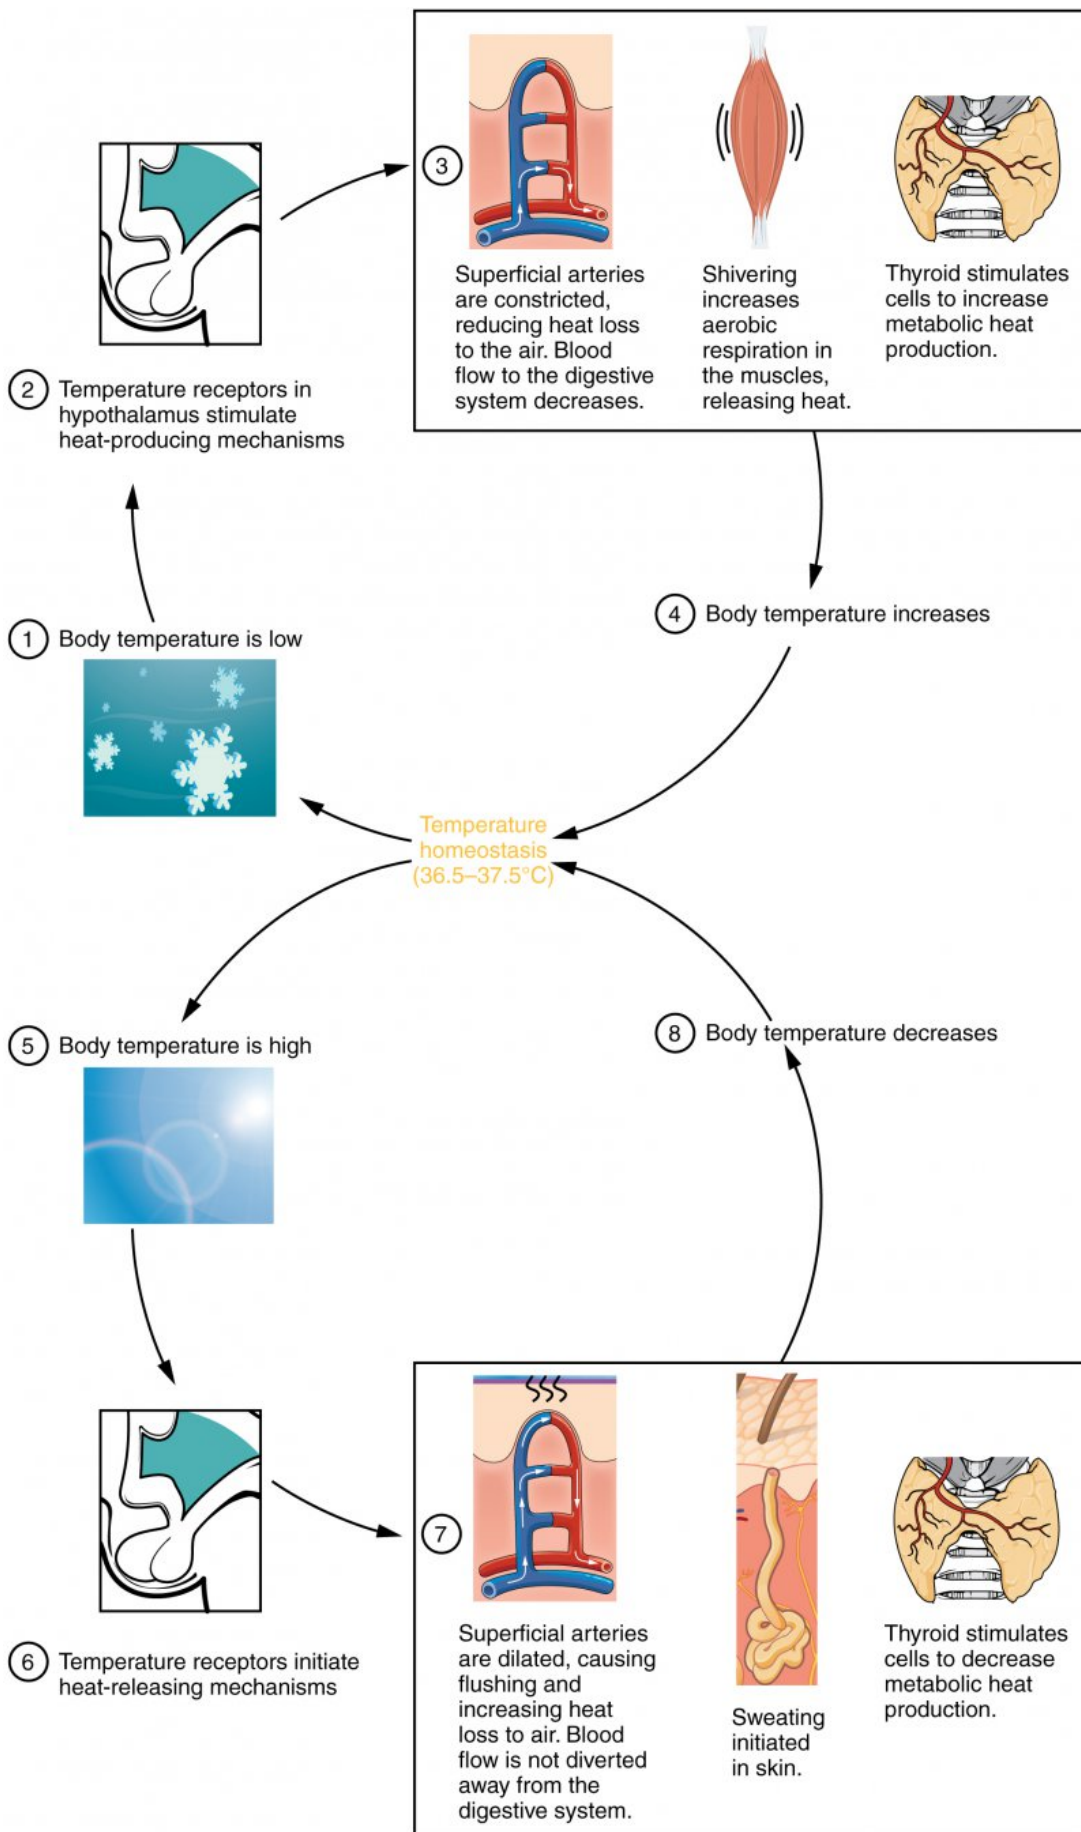 3
Superficial arteries
are constricted,
reducing heat loss
to the air. Blood
flow to the digestive
system decreases.
Shivering
increases
aerobic
respiration in
the muscles,
releasing heat.
Thyroid stimulates
cells to increase
metabolic heat
production.
2 Temperature receptors in
hypothalamus stimulate
heat-producing mechanisms
1 Body temperature is low
4 Body temperature increases
Temperature
homeostasis
(36.5–37.5°C)
5 Body temperature is high
8 Body temperature decreases
7
6 Temperature receptors initiate
heat-releasing mechanisms
Superficial arteries
are dilated, causing
flushing and
increasing heat
loss to air. Blood
flow is not diverted
away from the
digestive system.
Sweating
initiated
in skin.
Thyroid stimulates
cells to decrease
metabolic heat
production.